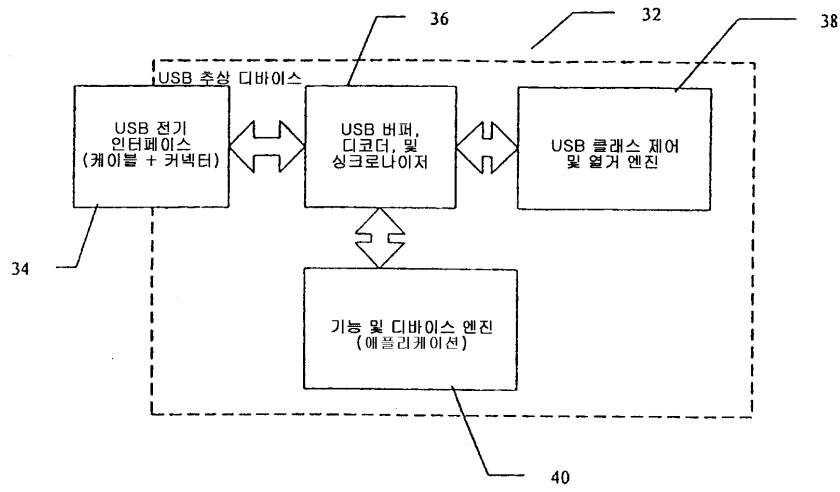 36
32
38
USB 추상 디바이스
USB 전기
인터페이스
(케이블 + 커넥터)
USB 버퍼,
디코더, 및
싱크로나이저
USB 클래스 제어
및 열거 엔진
34
기능 및 디바이스 엔진
(애플리케이션)
40